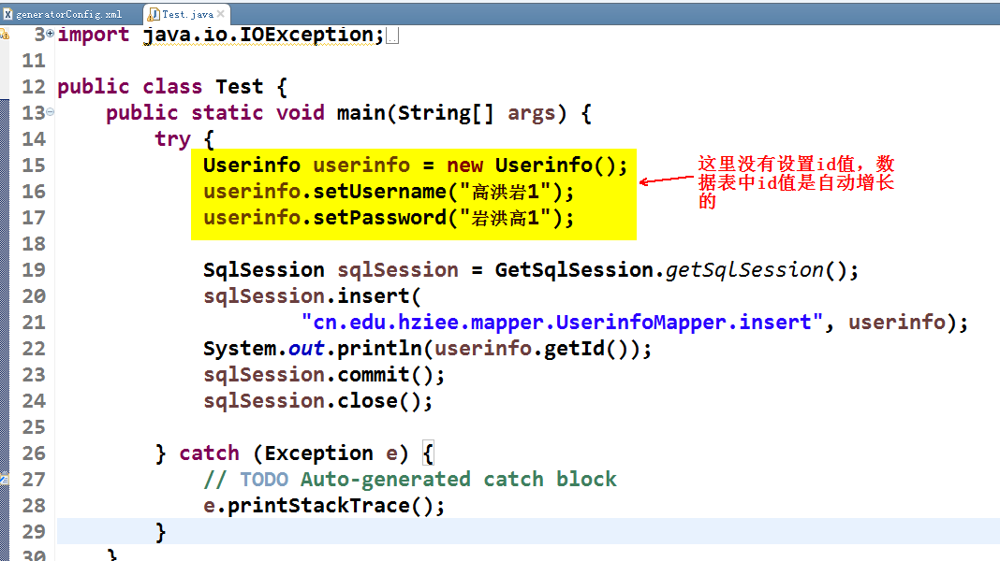 generatorConfig.xml Test.java
3 import java.io.IOException;
11
12 public class Test {
13 public static void main(String[] args) {
14 try {
15 Userinfo userinfo = new Userinfo();
16 userinfo.setUsername("高洪岩1");
17 userinfo.setPassword("岩洪高1");
18
19 SqlSession sqlSession = GetSqlSession.getSqlSession();
20 sqlSession.insert(
21 "cn.edu.hziee.mapper.UserinfoMapper.insert", userinfo);
22 System.out.println(userinfo.getId());
23 sqlSession.commit();
24 sqlSession.close();
25
26 } catch (Exception e) {
27 // TODO Auto-generated catch block
28 e.printStackTrace();
29 }
30 }
这里没有设置id值，数
据表中id值是自动增长
的